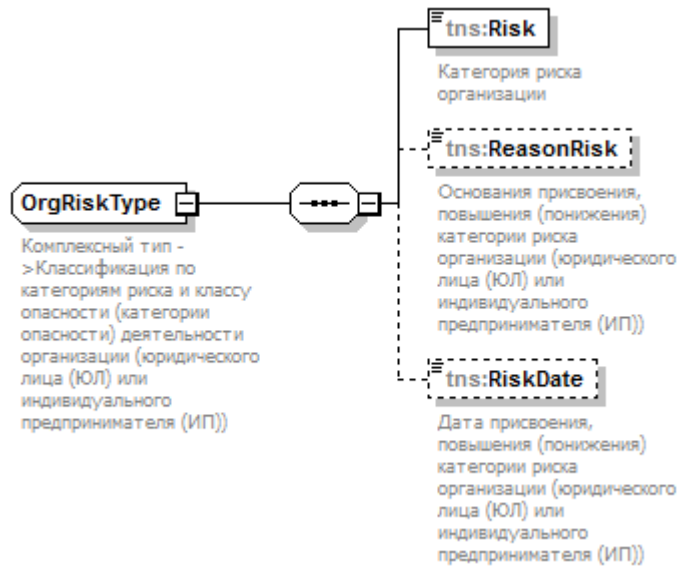 tns:Risk
Категория риска
организации
tns:ReasonRisk
Основания присвоения,
повышения (понижения)
категории риска
организации (юридического
лица (ЮЛ) или
индивидуального
предпринимателя (ИП))
OrgRiskType
Комплексный тип -
>Классификация по
категориям риска и классу
опасности (категории
опасности) деятельности
организации (юридического
лица (ЮЛ) или
индивидуального
предпринимателя (ИП))
tns:RiskDate
Дата присвоения,
повышения (понижения)
категории риска
организации (юридического
лица (ЮЛ) или
индивидуального
предпринимателя (ИП))